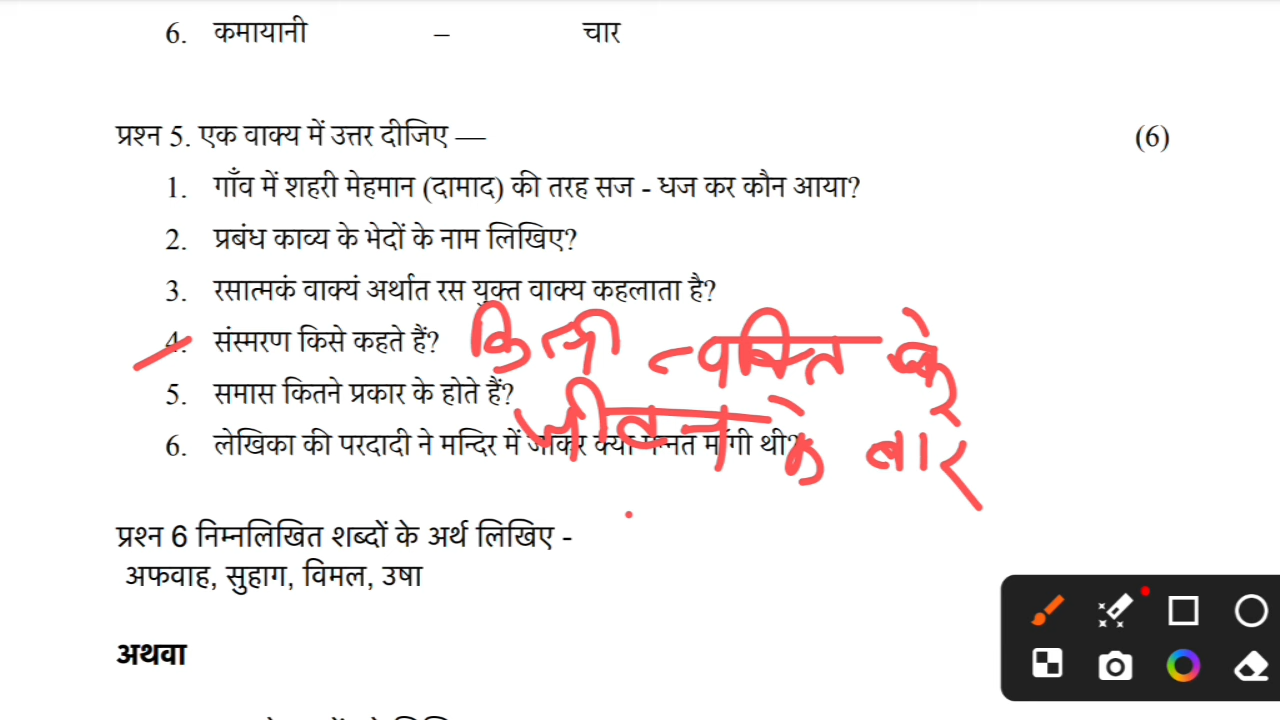 6. कमायानी – चार
प्रश्न 5. एक वाक्य में उत्तर दीजिए — (6)
1. गाँव में शहरी मेहमान (दामाद) की तरह सज - धज कर कौन आया?
2. प्रबंध काव्य के भेदों के नाम लिखिए?
3. रसात्मकं वाक्यं अर्थात रस युक्त वाक्य कहलाता है?
4. संस्मरण किसे कहते हैं? किसी व्यक्ति के
5. समास कितने प्रकार के होते हैं?
जीवन के बारे
6. लेखिका की परदादी ने मन्दिर में जाकर क्या मन्नत माँगी थी?
प्रश्न 6 निम्नलिखित शब्दों के अर्थ लिखिए -
अफवाह, सुहाग, विमल, उषा
अथवा